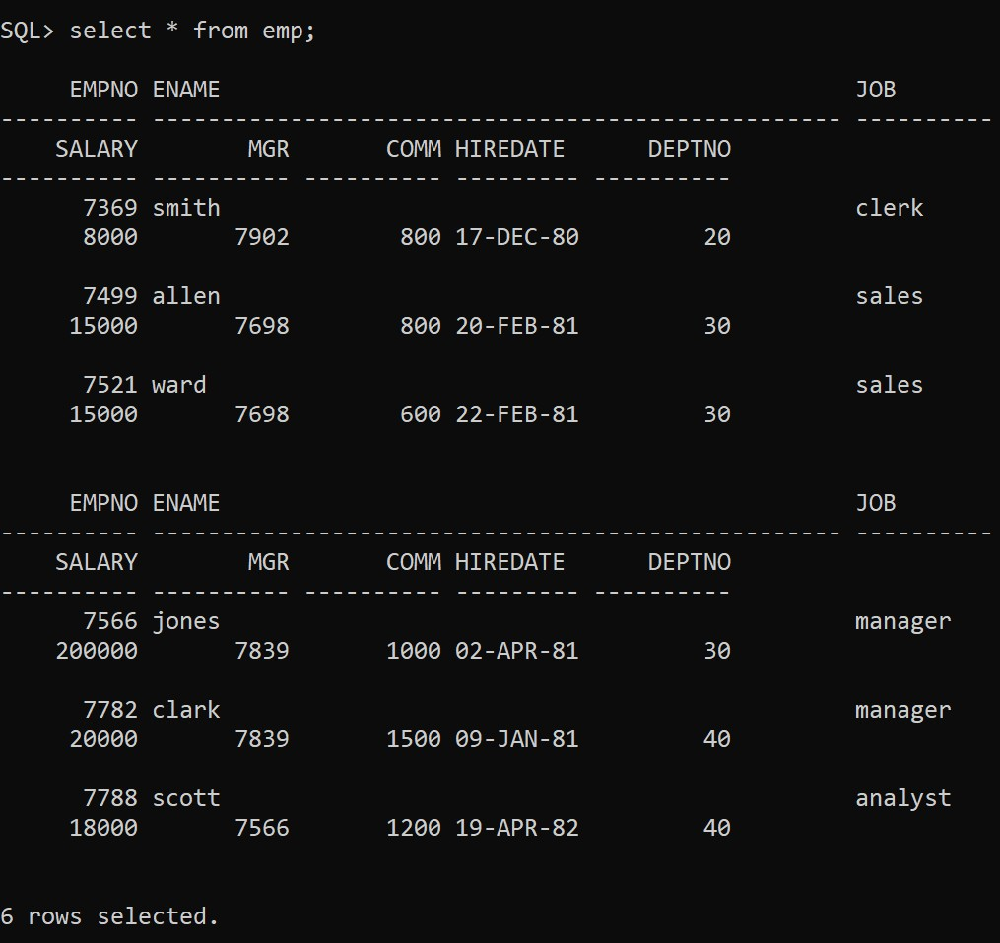 SQL> select * from emp;
     EMPNO ENAME                                              JOB
---------- -------------------------------------------------- ----------
    SALARY        MGR       COMM HIREDATE      DEPTNO
---------- ---------- ---------- --------- ----------
      7369 smith                                              clerk
      8000       7902        800 17-DEC-80         20
      7499 allen                                              sales
     15000       7698        800 20-FEB-81         30
      7521 ward                                               sales
     15000       7698        600 22-FEB-81         30
     EMPNO ENAME                                              JOB
---------- -------------------------------------------------- ----------
    SALARY        MGR       COMM HIREDATE      DEPTNO
---------- ---------- ---------- --------- ----------
      7566 jones                                              manager
    200000       7839       1000 02-APR-81         30
      7782 clark                                              manager
     20000       7839       1500 09-JAN-81         40
      7788 scott                                              analyst
     18000       7566       1200 19-APR-82         40
6 rows selected.